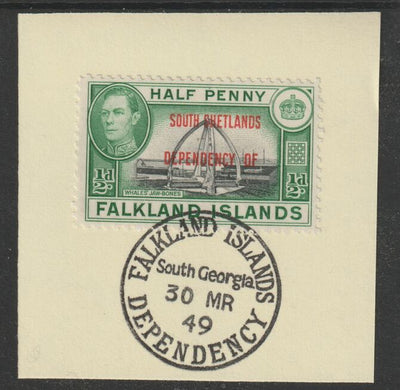 HALF PENNY
SOUTH SHETLANDS
DEPENDENCY OF
½d
½d
WHALES' JAW-BONES
FALKLAND ISLANDS
FALKLAND ISLANDS
South Georgia
30 MR
49
DEPENDENCY